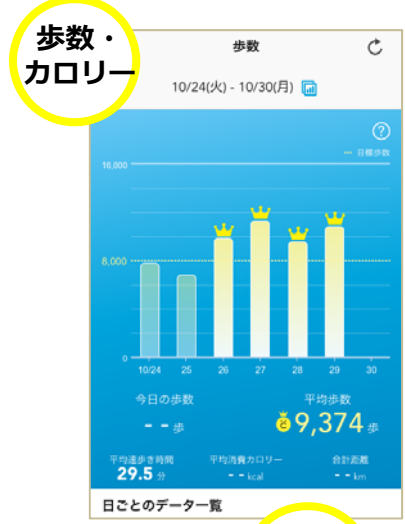 歩数・
カロリー
歩数
10/24(火) - 10/30(月)
?
目標歩数
16,000
8,000
0
10/24 25 26 27 28 29 30
今日の歩数
平均歩数
--歩
ど 9,374 歩
平均速歩き時間
平均消費カロリー
合計距離
29.5 分
-- kcal
-- km
日ごとのデータ一覧